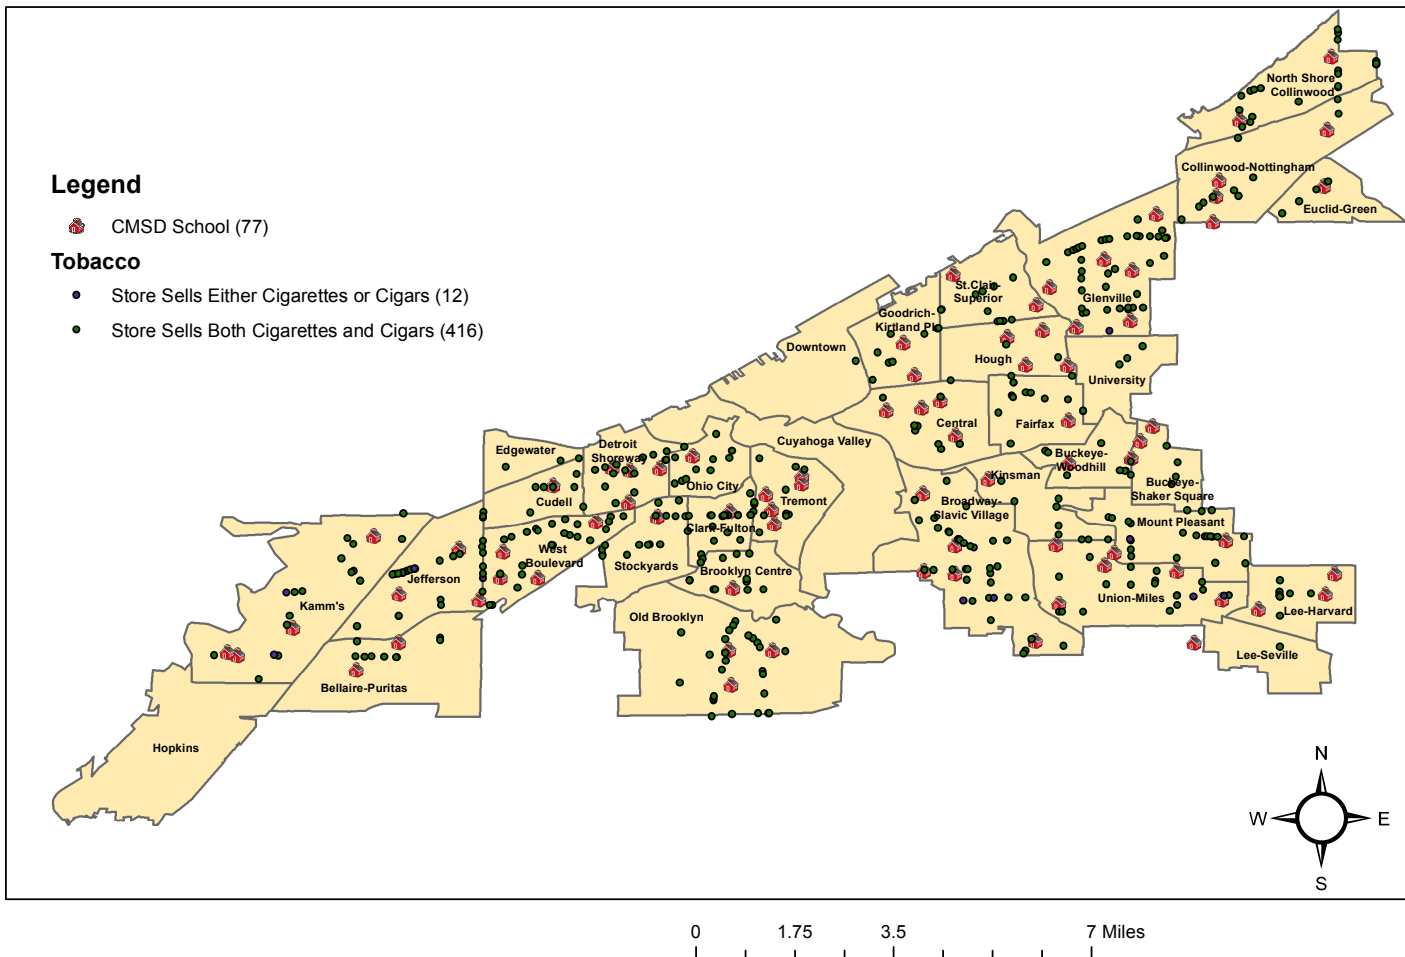 North Shore
Collinwood
Legend
CMSD School (77)
Tobacco
Store Sells Either Cigarettes or Cigars (12)
Store Sells Both Cigarettes and Cigars (416)
Collinwood-Nottingham
Euclid-Green
St.Clair-
Superior
Glenville
Goodrich-
Kirtland Pk
Downtown
Hough
University
Central
Fairfax
Cuyahoga Valley
Edgewater
Detroit
Shoreway
Buckeye-
Woodhill
Kinsman
Ohio City
Buckeye-
Shaker Square
Cudell
Tremont
Broadway-
Slavic Village
Mount Pleasant
Clark-Fulton
West
Boulevard
Stockyards
Brooklyn Centre
Jefferson
Kamm's
Union-Miles
Lee-Harvard
Old Brooklyn
Lee-Seville
Bellaire-Puritas
Hopkins
N
W
E
S
0 1.75 3.5 7 Miles